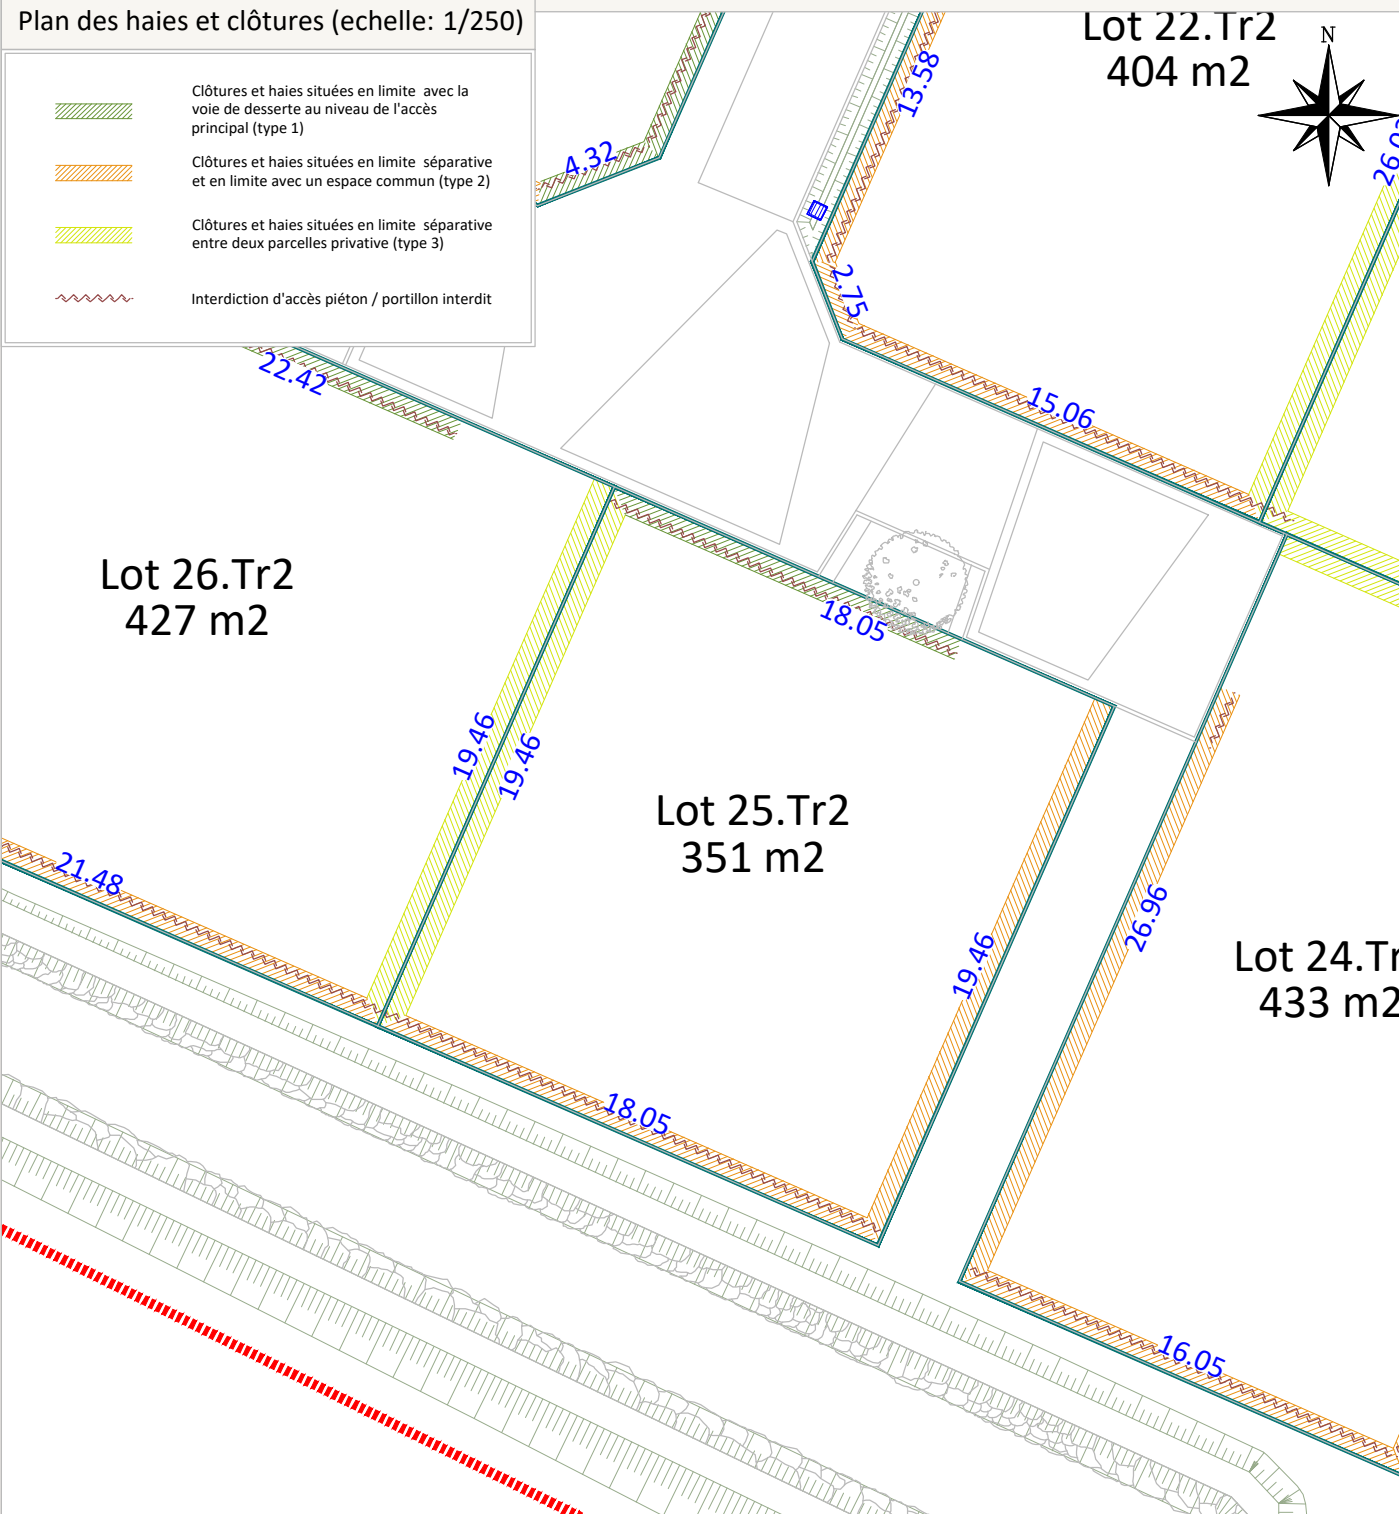 Plan des haies et clôtures (echelle: 1/250)
Clôtures et haies situées en limite avec la
voie de desserte au niveau de l'accès
principal (type 1)
Clôtures et haies situées en limite séparative
et en limite avec un espace commun (type 2)
Clôtures et haies situées en limite séparative
entre deux parcelles privative (type 3)
Interdiction d'accès piéton / portillon interdit
Lot 22.Tr2
404 m2
N
13.58
4.32
2.75
15.06
22.42
Lot 26.Tr2
427 m2
18.05
19.46
19.46
Lot 25.Tr2
351 m2
21.48
19.46
26.96
Lot 24.Tr
433 m2
18.05
16.05